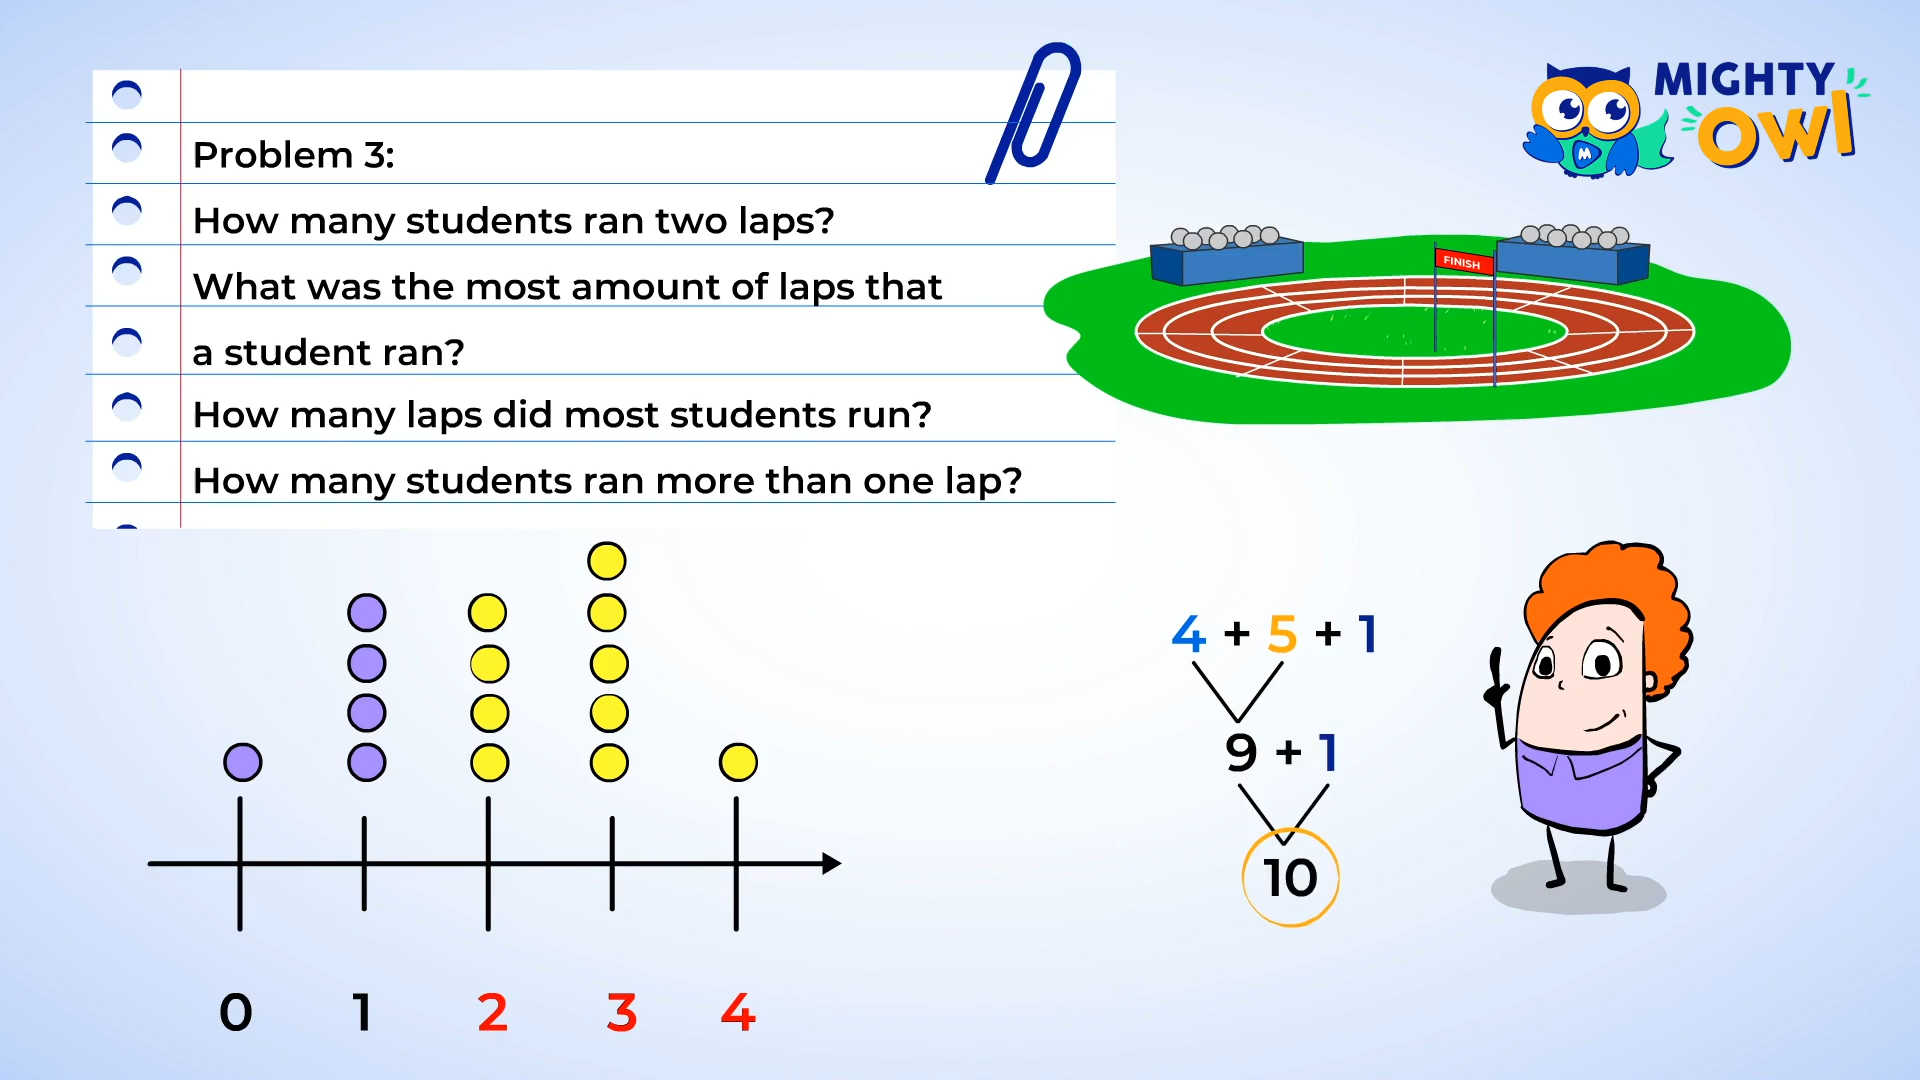 MIGHTY
OWl
Problem 3:
How many students ran two laps?
What was the most amount of laps that
a student ran?
How many laps did most students run?
How many students ran more than one lap?
FINISH
M
4 + 5 + 1
9 + 1
10
0 1 2 3 4